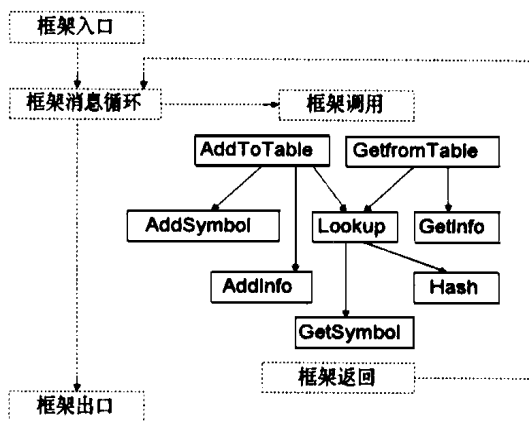 框架入口
框架消息循环
框架调用
AddToTable
GetfromTable
AddSymbol
Lookup
GetInfo
AddInfo
Hash
GetSymbol
框架返回
框架出口